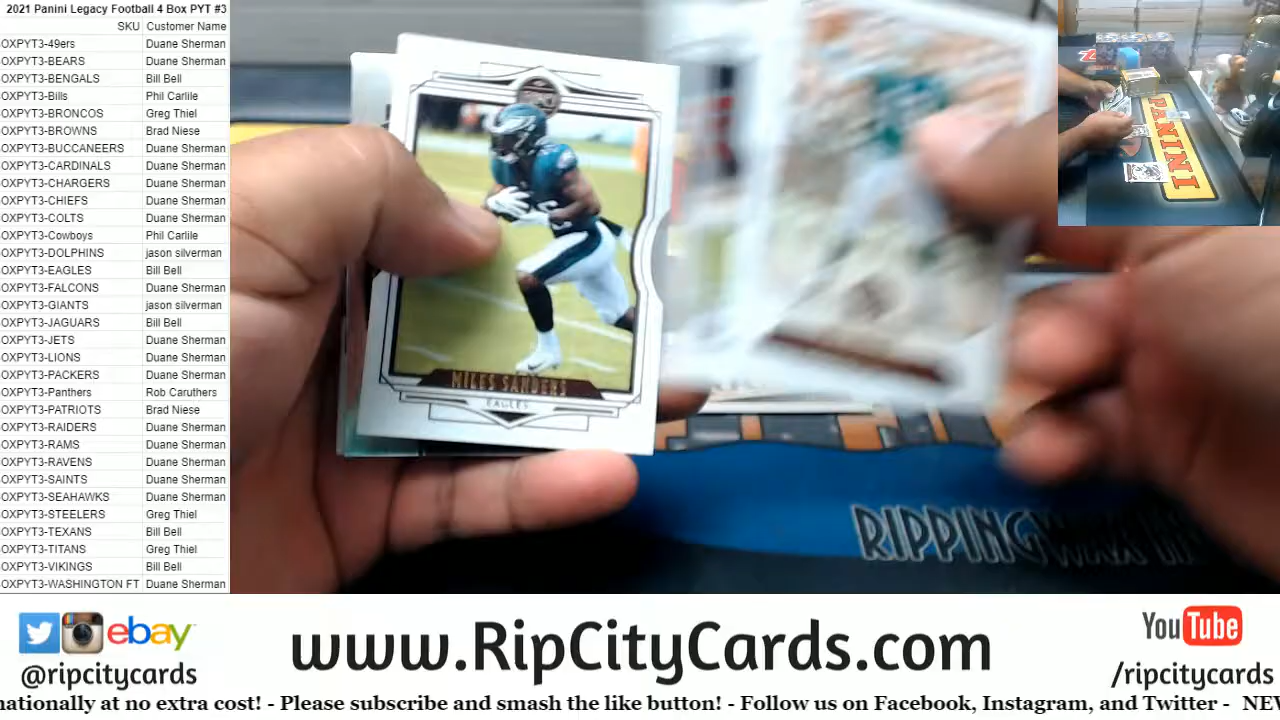 2021 Panini Legacy Football 4 Box PYT #3
SKU Customer Name
OXPYT3-49ers Duane Sherman
OXPYT3-BEARS Duane Sherman
OXPYT3-BENGALS Bill Bell
OXPYT3-Bills Phil Carlile
OXPYT3-BRONCOS Greg Thiel
OXPYT3-BROWNS Brad Niese
OXPYT3-BUCCANEERS Duane Sherman
OXPYT3-CARDINALS Duane Sherman
OXPYT3-CHARGERS Duane Sherman
OXPYT3-CHIEFS Duane Sherman
OXPYT3-COLTS Duane Sherman
OXPYT3-Cowboys Phil Carlile
OXPYT3-DOLPHINS jason silverman
OXPYT3-EAGLES Bill Bell
OXPYT3-FALCONS Duane Sherman
OXPYT3-GIANTS jason silverman
OXPYT3-JAGUARS Bill Bell
OXPYT3-JETS Duane Sherman
OXPYT3-LIONS Duane Sherman
OXPYT3-PACKERS Duane Sherman
OXPYT3-Panthers Rob Caruthers
OXPYT3-PATRIOTS Brad Niese
OXPYT3-RAIDERS Duane Sherman
OXPYT3-RAMS Duane Sherman
OXPYT3-RAVENS Duane Sherman
OXPYT3-SAINTS Duane Sherman
OXPYT3-SEAHAWKS Duane Sherman
OXPYT3-STEELERS Greg Thiel
OXPYT3-TEXANS Bill Bell
OXPYT3-TITANS Greg Thiel
OXPYT3-VIKINGS Bill Bell
OXPYT3-WASHINGTON FT Duane Sherman
MILES SANDERS
EAGLES
PANINI
RIPPINGWAX
ebay
@ripcitycards
www.RipCityCards.com
YouTube
/ripcitycards
nationally at no extra cost! - Please subscribe and smash the like button! - Follow us on Facebook, Instagram, and Twitter - NEW